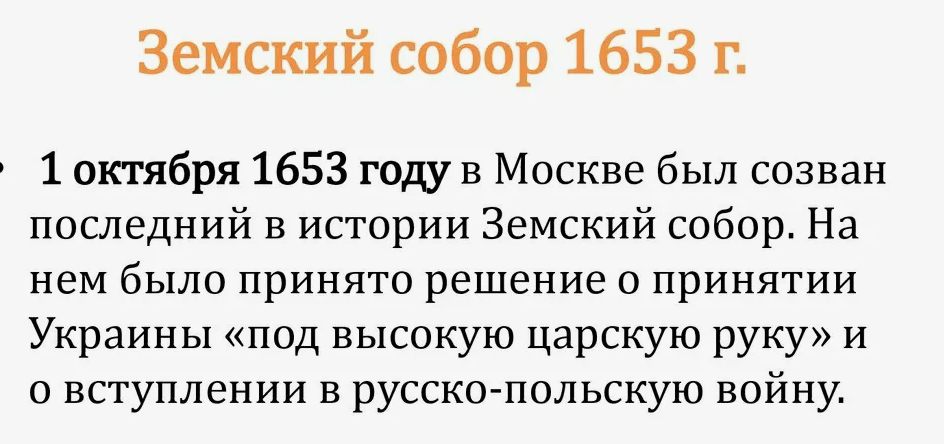 Земский собор 1653 г.
• 1 октября 1653 году в Москве был созван
последний в истории Земский собор. На
нем было принято решение о принятии
Украины «под высокую царскую руку» и
о вступлении в русско-польскую войну.